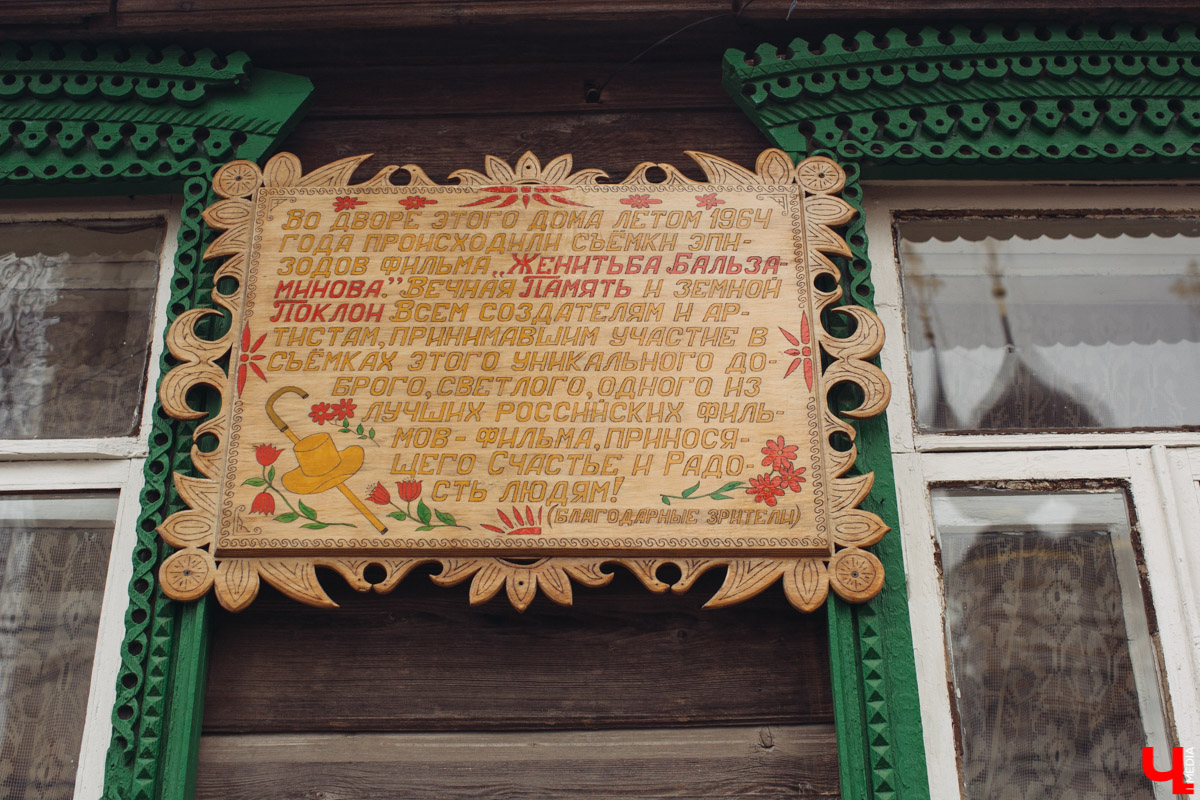 Во дворе этого дома летом 1964
года происходили съёмки эпи-
зодов фильма „Женитьба Бальза-
минова.” Вечная Память и земной
Поклон Всем создателям и ар-
тистам, принимавшим участие в
съёмках этого уникального до-
брого, светлого, одного из
лучших российских филь-
мов - фильма, принося-
щего Счастье и Радо-
сть людям!
(Благодарные зрители)
Ч MEDIA